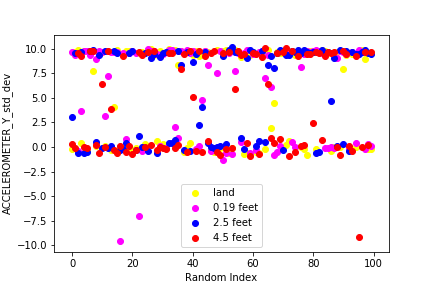 ACCELEROMETER_Y_std_dev
10.0
7.5
5.0
2.5
0.0
−2.5
−5.0
−7.5
−10.0
land
0.19 feet
2.5 feet
4.5 feet
0 20 40 60 80 100
Random Index